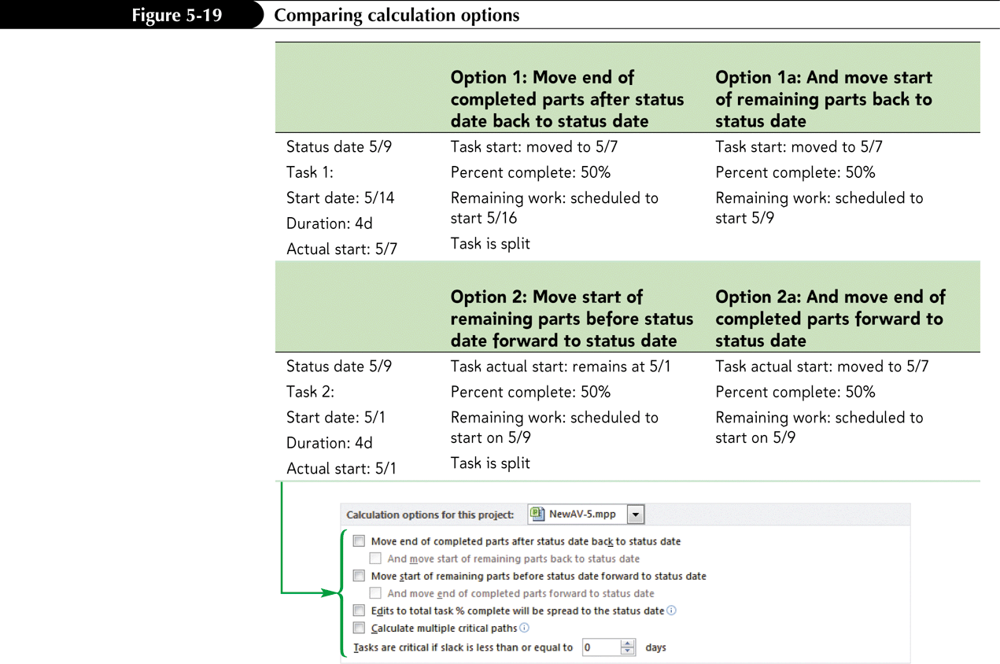 Figure 5-19 Comparing calculation options
Option 1: Move end of completed parts after status date back to status date
Option 1a: And move start of remaining parts back to status date
Status date 5/9
Task 1:
Start date: 5/14
Duration: 4d
Actual start: 5/7
Task start: moved to 5/7
Percent complete: 50%
Remaining work: scheduled to
start 5/16
Task is split
Task start: moved to 5/7
Percent complete: 50%
Remaining work: scheduled to
start 5/9
Option 2: Move start of
remaining parts before status
date forward to status date
Option 2a: And move end of
completed parts forward to
status date
Status date 5/9
Task 2:
Start date: 5/1
Duration: 4d
Actual start: 5/1
Task actual start: remains at 5/1
Percent complete: 50%
Remaining work: scheduled to
start on 5/9
Task is split
Task actual start: moved to 5/7
Percent complete: 50%
Remaining work: scheduled to
start on 5/9
Calculation options for this project: NewAV-5.mpp
Move end of completed parts after status date back to status date
And move start of remaining parts back to status date
Move start of remaining parts before status date forward to status date
And move end of completed parts forward to status date
Edits to total task % complete will be spread to the status date
Calculate multiple critical paths
Tasks are critical if slack is less than or equal to 0 days